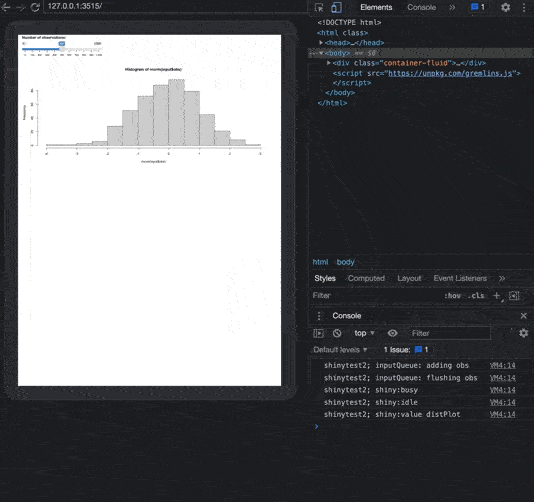 127.0.0.1:3515/
Elements Console » 1
Number of observations:
<!DOCTYPE html>
<html class>
▶<head>…</head>
…▼<body> == $0
▶<div class="container-fluid">…</div>
<script src="https://unpkg.com/gremlins.js">
</script>
</body>
</html>
Histogram of rnorm(input$obs)
html body
Styles Computed Layout Event Listeners »
Filter :hov .cls +
Console
top ▼ Filter
Default levels ▼ 1 Issue: 1
shinytest2; inputQueue: adding obs VM4:14
shinytest2; inputQueue: flushing obs VM4:14
shinytest2; shiny:busy VM4:14
shinytest2; shiny:idle VM4:14
shinytest2; shiny:value distPlot VM4:14